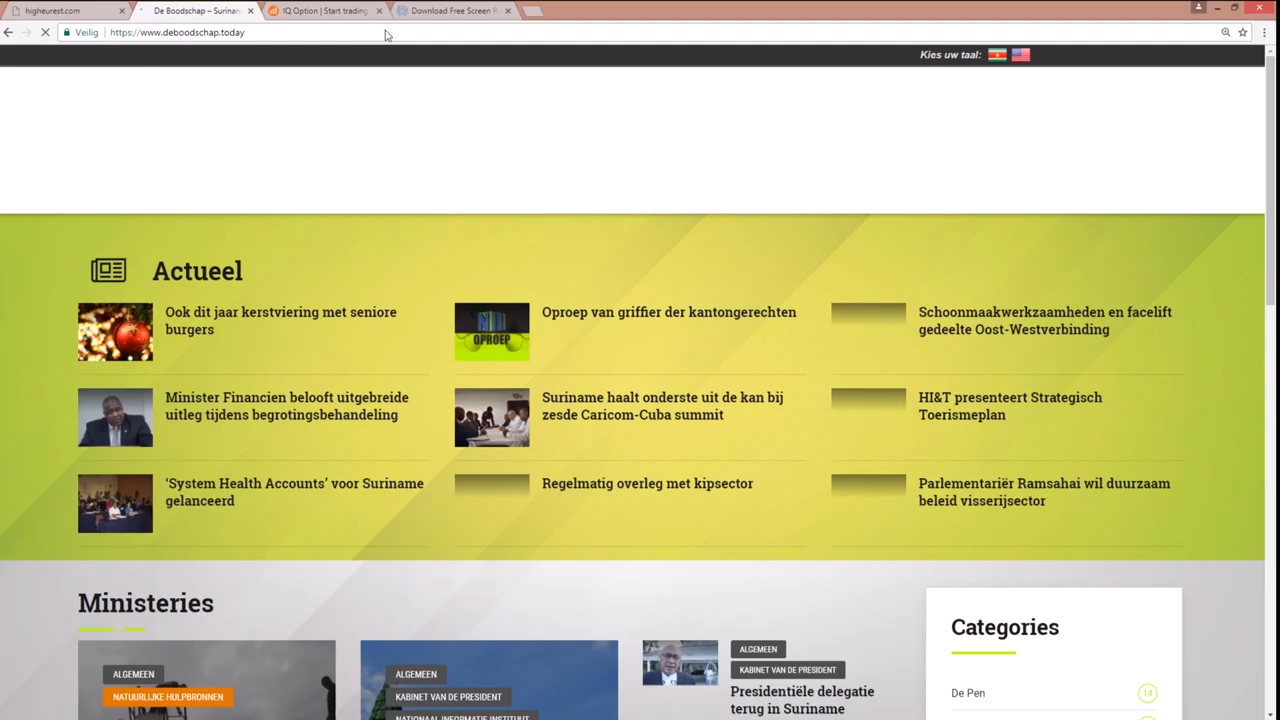 higheurest.com
De Boodschap – Surinam
IQ Option | Start trading
Download Free Screen R
Veilig
https://www.deboodschap.today
Kies uw taal:
Actueel
Ook dit jaar kerstviering met seniore
burgers
Oproep van griffier der kantongerechten
OPROEP
Schoonmaakwerkzaamheden en facelift
gedeelte Oost-Westverbinding
Minister Financien belooft uitgebreide
uitleg tijdens begrotingsbehandeling
Suriname haalt onderste uit de kan bij
zesde Caricom-Cuba summit
HI&T presenteert Strategisch
Toerismeplan
‘System Health Accounts’ voor Suriname
gelanceerd
Regelmatig overleg met kipsector
Parlementariër Ramsahai wil duurzaam
beleid visserijsector
Ministeries
ALGEMEEN
NATUURLIJKE HULPBRONNEN
ALGEMEEN
KABINET VAN DE PRESIDENT
NATIONAAL INFORMATIE INSTITUUT
ALGEMEEN
KABINET VAN DE PRESIDENT
Presidentiële delegatie
terug in Suriname
Categories
De Pen
14